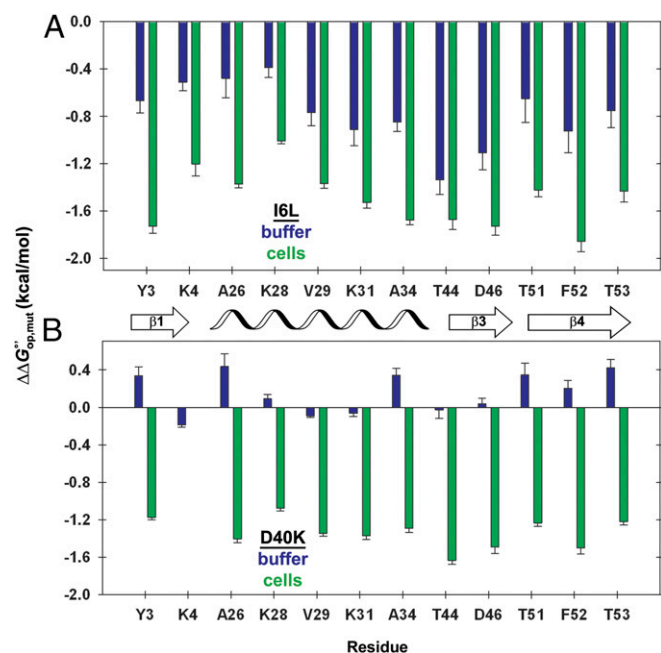 A
0.0
-0.4
-0.8
-1.2
-1.6
-2.0
I6L
buffer
cells
Y3 K4 A26 K28 V29 K31 A34 T44 D46 T51 F52 T53
β1 β3 β4
ΔΔG°′op,mut (kcal/mol)
B
0.4
0.0
-0.4
-0.8
-1.2
-1.6
-2.0
D40K
buffer
cells
Y3 K4 A26 K28 V29 K31 A34 T44 D46 T51 F52 T53
Residue